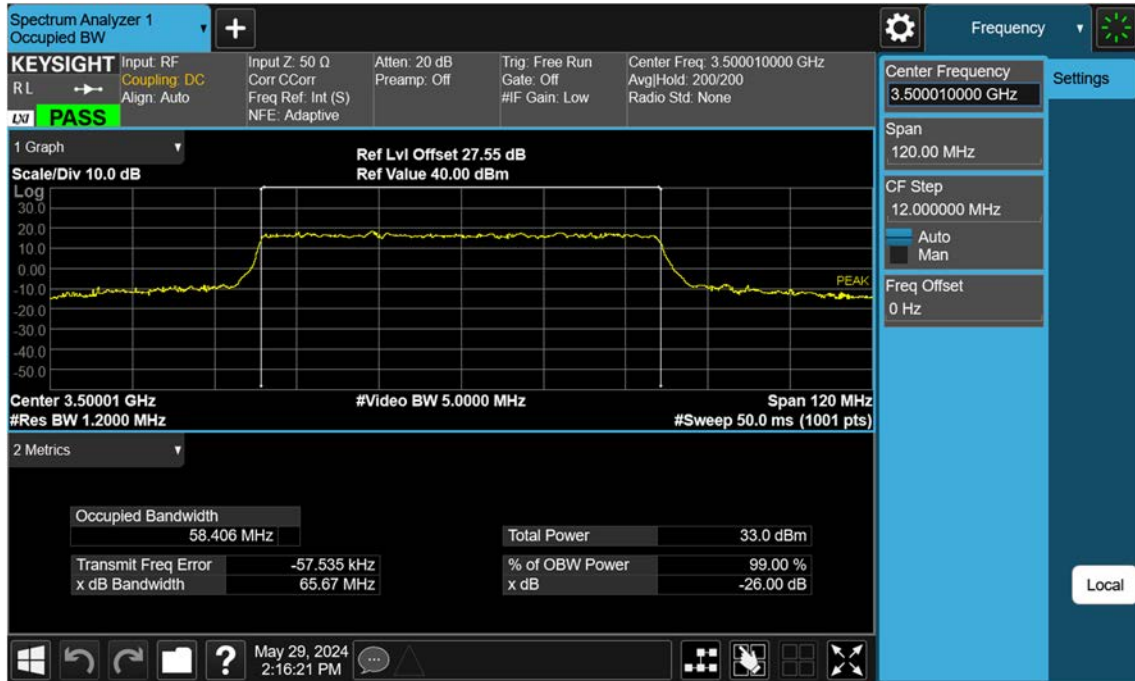 Spectrum Analyzer 1
Occupied BW
+
Frequency
KEYSIGHT
R L
LXI
PASS
Input: RF
Coupling: DC
Align: Auto
Input Z: 50 Ω
Corr CCorr
Freq Ref: Int (S)
NFE: Adaptive
Atten: 20 dB
Preamp: Off
Trig: Free Run
Gate: Off
#IF Gain: Low
Center Freq: 3.500010000 GHz
Avg|Hold: 200/200
Radio Std: None
Center Frequency
3.500010000 GHz
Settings
Span
120.00 MHz
CF Step
12.000000 MHz
Auto
Man
Freq Offset
0 Hz
Local
1 Graph
Scale/Div 10.0 dB
Ref Lvl Offset 27.55 dB
Ref Value 40.00 dBm
Log
30.0
20.0
10.0
0.00
-10.0
-20.0
-30.0
-40.0
-50.0
PEAK
Center 3.50001 GHz
#Video BW 5.0000 MHz
Span 120 MHz
#Res BW 1.2000 MHz
#Sweep 50.0 ms (1001 pts)
2 Metrics
Occupied Bandwidth
58.406 MHz
Total Power 33.0 dBm
Transmit Freq Error -57.535 kHz
% of OBW Power 99.00 %
x dB Bandwidth 65.67 MHz
x dB -26.00 dB
?
May 29, 2024
2:16:21 PM